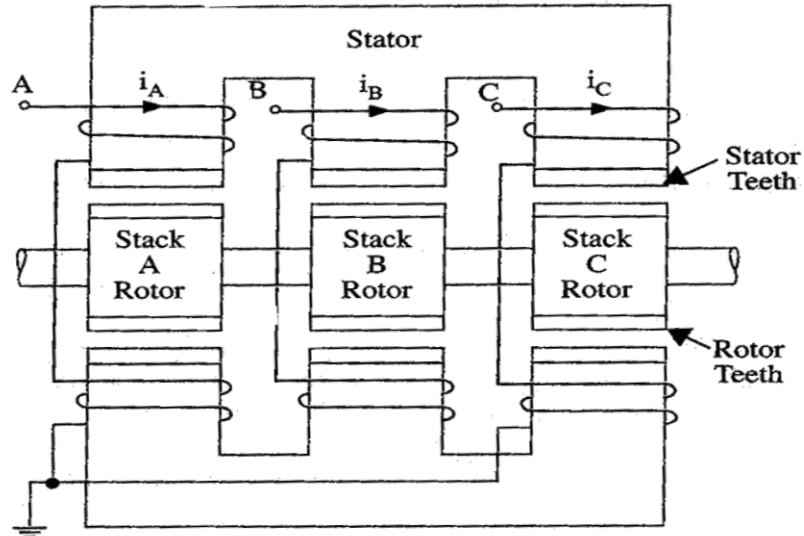 Stator
A
iA
B
iB
C
iC
Stator
Teeth
Stack
A
Rotor
Stack
B
Rotor
Stack
C
Rotor
Rotor
Teeth